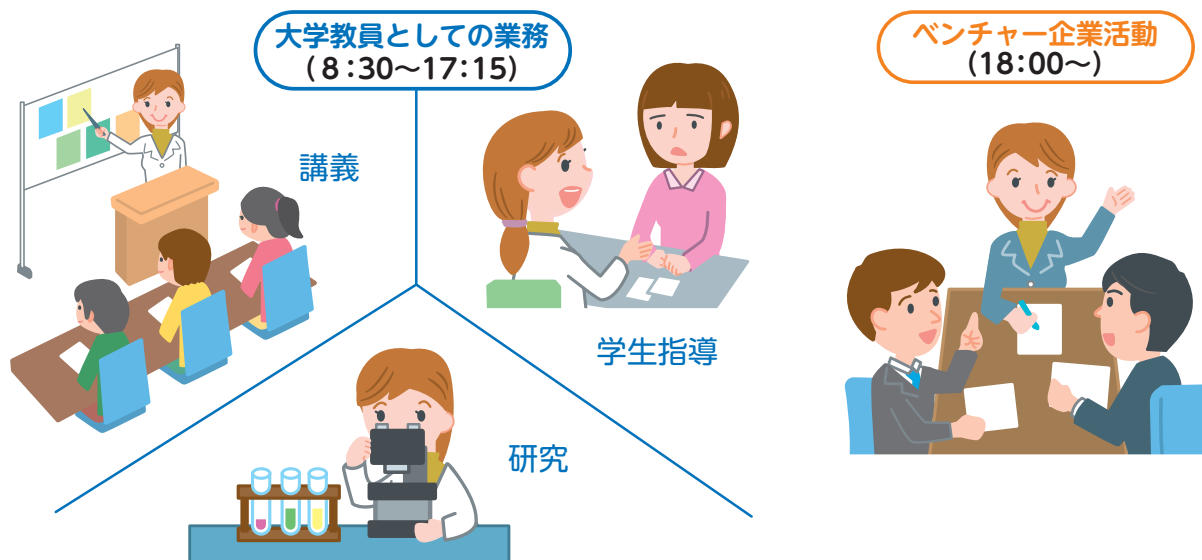 大学教員としての業務
(8:30～17:15)
講義
学生指導
研究
ベンチャー企業活動
(18:00～)